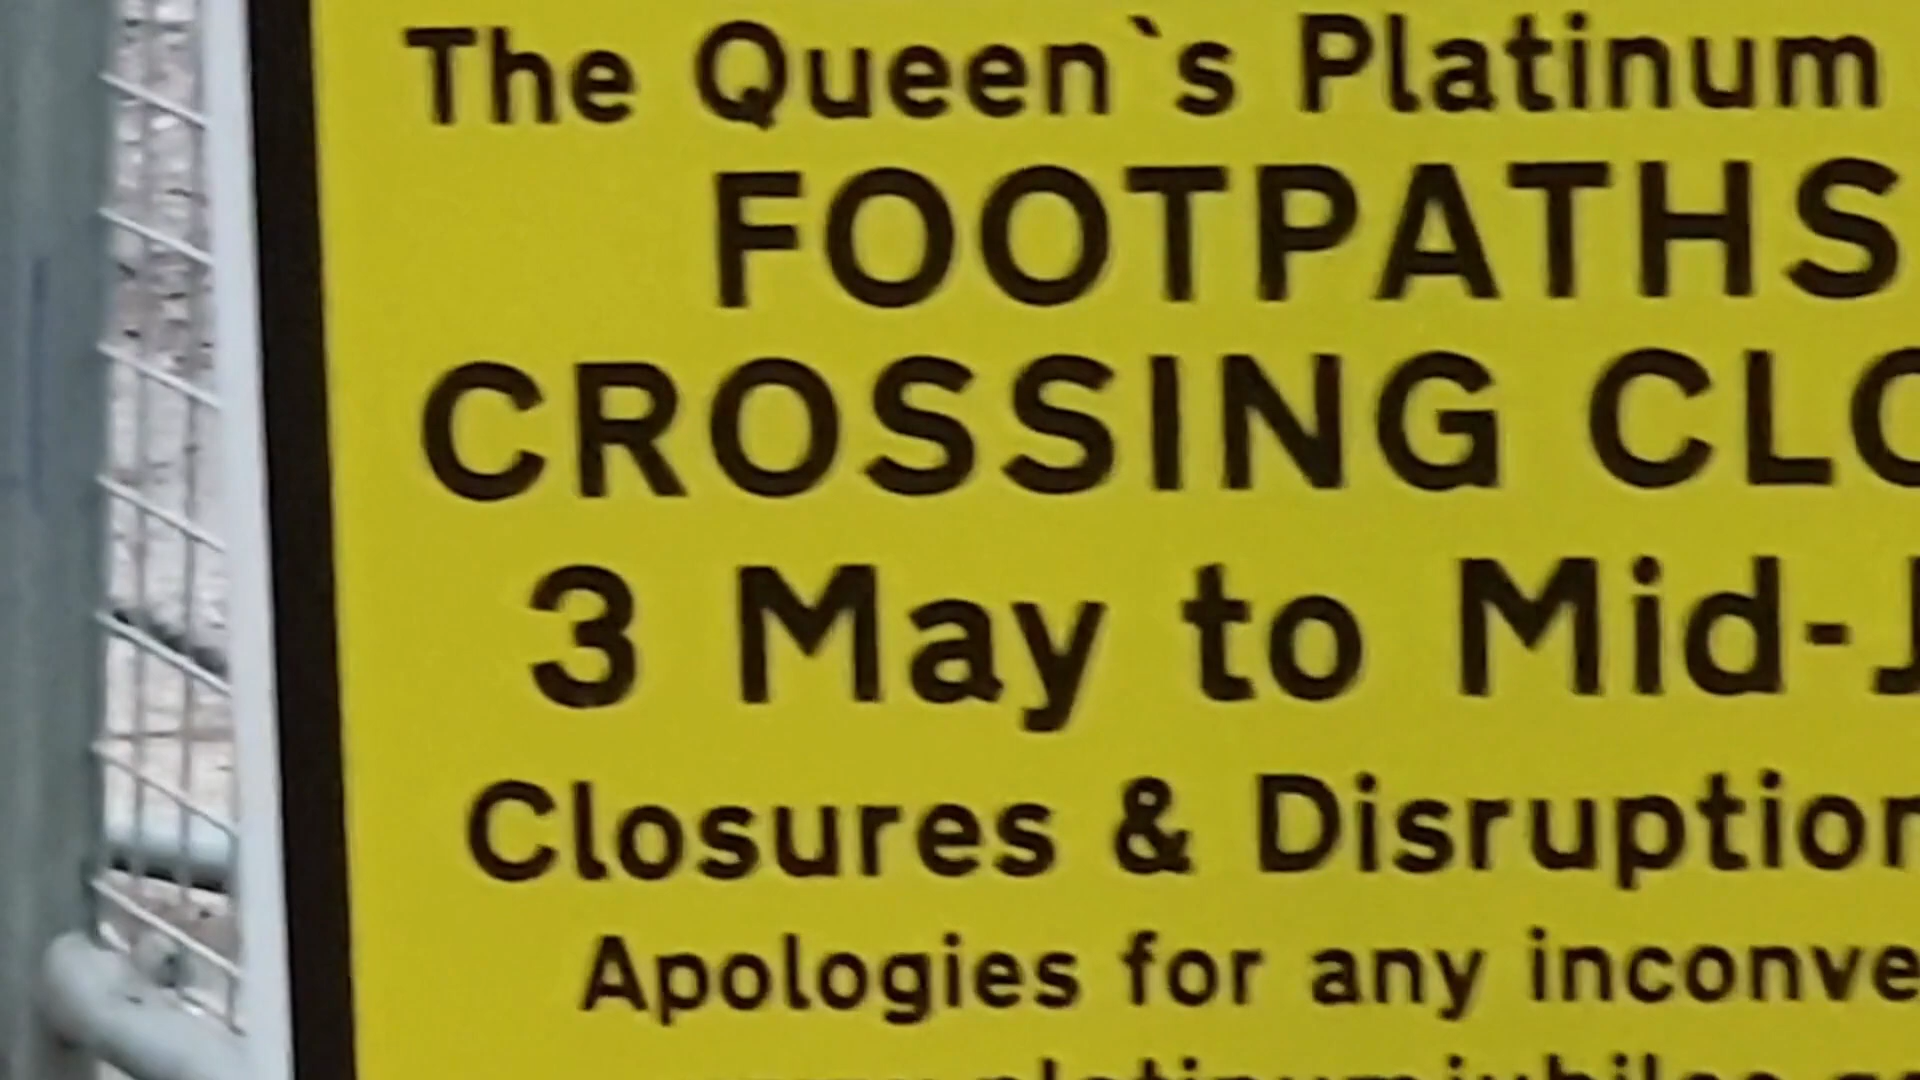 The Queen`s Platinum
FOOTPATHS
CROSSING CLO
3 May to Mid-J
Closures & Disruption
Apologies for any inconve